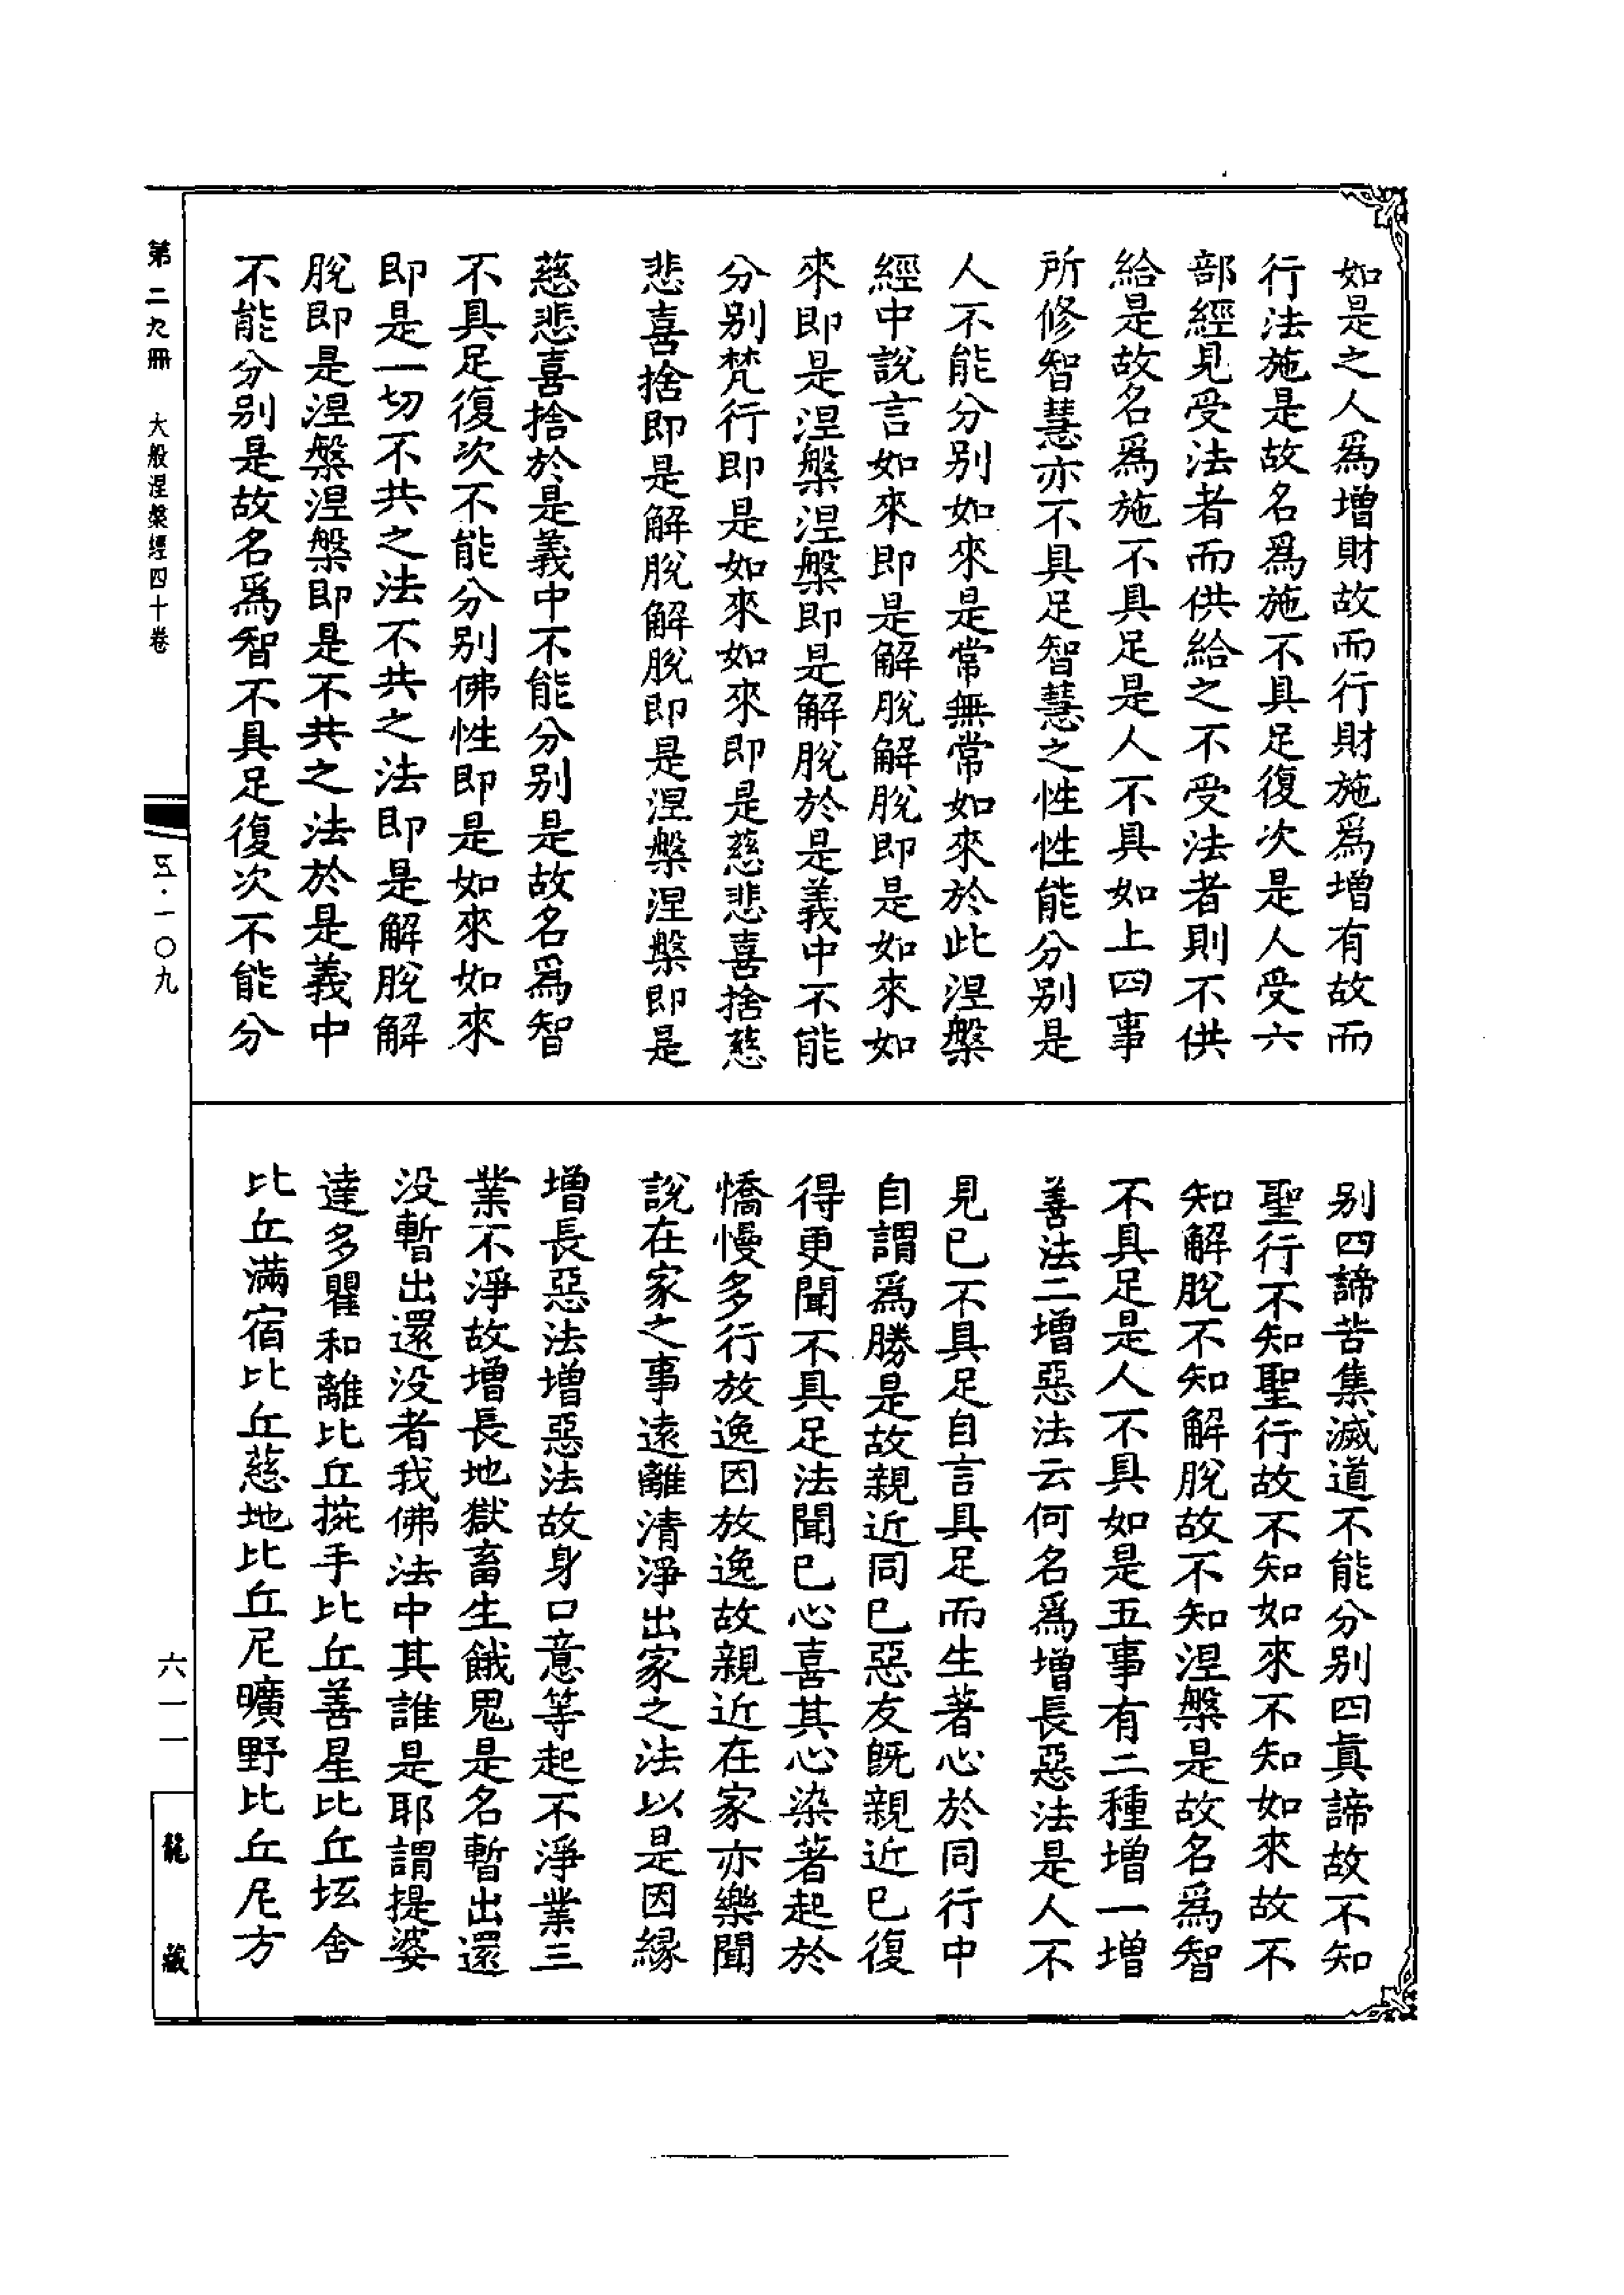 如是之人爲增財故而行財施爲增有故而
行法施是故名爲施不具足復次是人受六
部經見受法者而供給之不受法者則不供
給是故名爲施不具足是人不具如上四事
所修智慧亦不具足智慧之性性能分别是
人不能分别如來是常無常如來於此涅槃
經中說言如來即是解脫解脫即是如來如
來即是涅槃涅槃即是解脫於是義中不能
分别梵行即是如來如來即是慈悲喜捨慈
悲喜捨即是解脫解脫即是涅槃涅槃即是
慈悲喜捨於是義中不能分别是故名爲智
不具足復次不能分别佛性即是如來如來
即是一切不共之法不共之法即是解脫解
脫即是涅槃涅槃即是不共之法於是義中
不能分别是故名爲智不具足復次不能分
别四諦苦集滅道不能分别四眞諦故不知
聖行不知聖行故不知如來不知如來故不
知解脫不知解脫故不知涅槃是故名爲智
不具足是人不具如是五事有二種增一增
善法二增惡法云何名爲增長惡法是人不
見已不具足自言具足而生著心於同行中
自謂爲勝是故親近同已惡友旣親近已復
得更聞不具足法聞已心喜其心染著起於
憍慢多行放逸因放逸故親近在家亦樂聞
說在家之事遠離清淨出家之法以是因緣
增長惡法增惡法故身口意等起不淨業三
業不淨故增長地獄畜生餓鬼是名暫出還
没暫出還没者我佛法中其誰是耶謂提婆
達多瞿和離比丘捥手比丘善星比丘坻舍
比丘滿宿比丘慈地比丘尼曠野比丘尼方
第二九冊 大般涅槃經四十卷 五·一〇九
六一一
龍藏